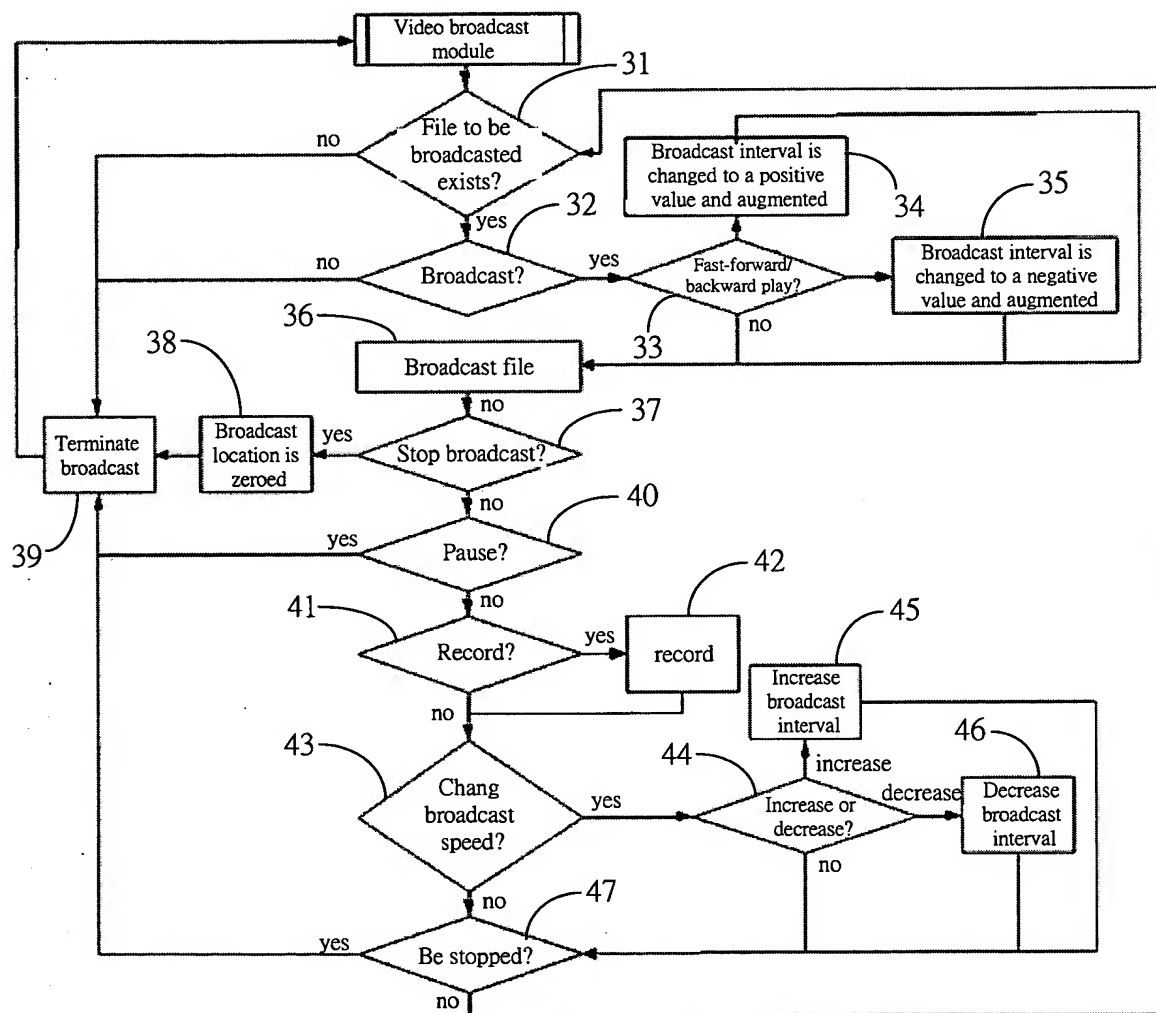 Video broadcast
module
31
File to be
broadcasted
exists?
no
yes
32
Broadcast?
no
yes
Fast-forward/
backward play?
33
no
Broadcast interval is
changed to a positive
value and augmented
34
35
Broadcast interval is
changed to a negative
value and augmented
36
Broadcast file
no
37
Stop broadcast?
yes
38
Broadcast
location is
zeroed
Terminate
broadcast
39
no
40
Pause?
yes
no
41
Record?
yes
42
record
no
43
Chang
broadcast
speed?
yes
44
Increase or
decrease?
increase
45
Increase
broadcast
interval
decrease
46
Decrease
broadcast
interval
no
no
47
Be stopped?
yes
no